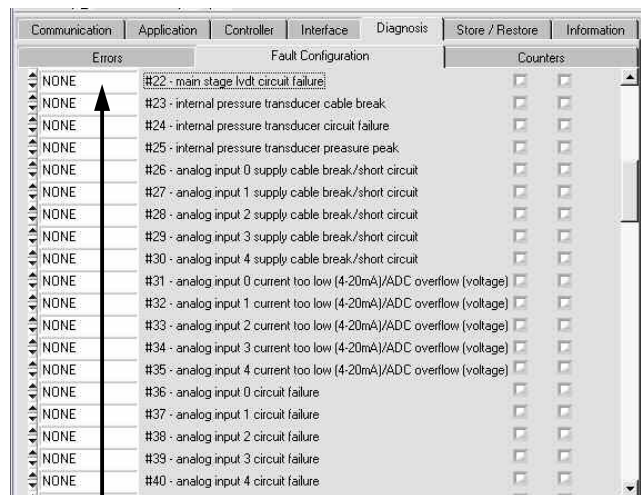 Communication Application Controller Interface Diagnosis Store / Restore Information
Errors Fault Configuration Counters
NONE #22 - main stage lvdt circuit failure
NONE #23 - internal pressure transducer cable break
NONE #24 - internal pressure transducer circuit failure
NONE #25 - internal pressure transducer preasure peak
NONE #26 - analog input 0 supply cable break/short circuit
NONE #27 - analog input 1 supply cable break/short circuit
NONE #28 - analog input 2 supply cable break/short circuit
NONE #29 - analog input 3 supply cable break/short circuit
NONE #30 - analog input 4 supply cable break/short circuit
NONE #31 - analog input 0 current too low (4-20mA)/ADC overflow (voltage)
NONE #32 - analog input 1 current too low (4-20mA)/ADC overflow (voltage)
NONE #33 - analog input 2 current too low (4-20mA)/ADC overflow (voltage)
NONE #34 - analog input 3 current too low (4-20mA)/ADC overflow (voltage)
NONE #35 - analog input 4 current too low (4-20mA)/ADC overflow (voltage)
NONE #36 - analog input 0 circuit failure
NONE #37 - analog input 1 circuit failure
NONE #38 - analog input 2 circuit failure
NONE #39 - analog input 3 circuit failure
NONE #40 - analog input 4 circuit failure